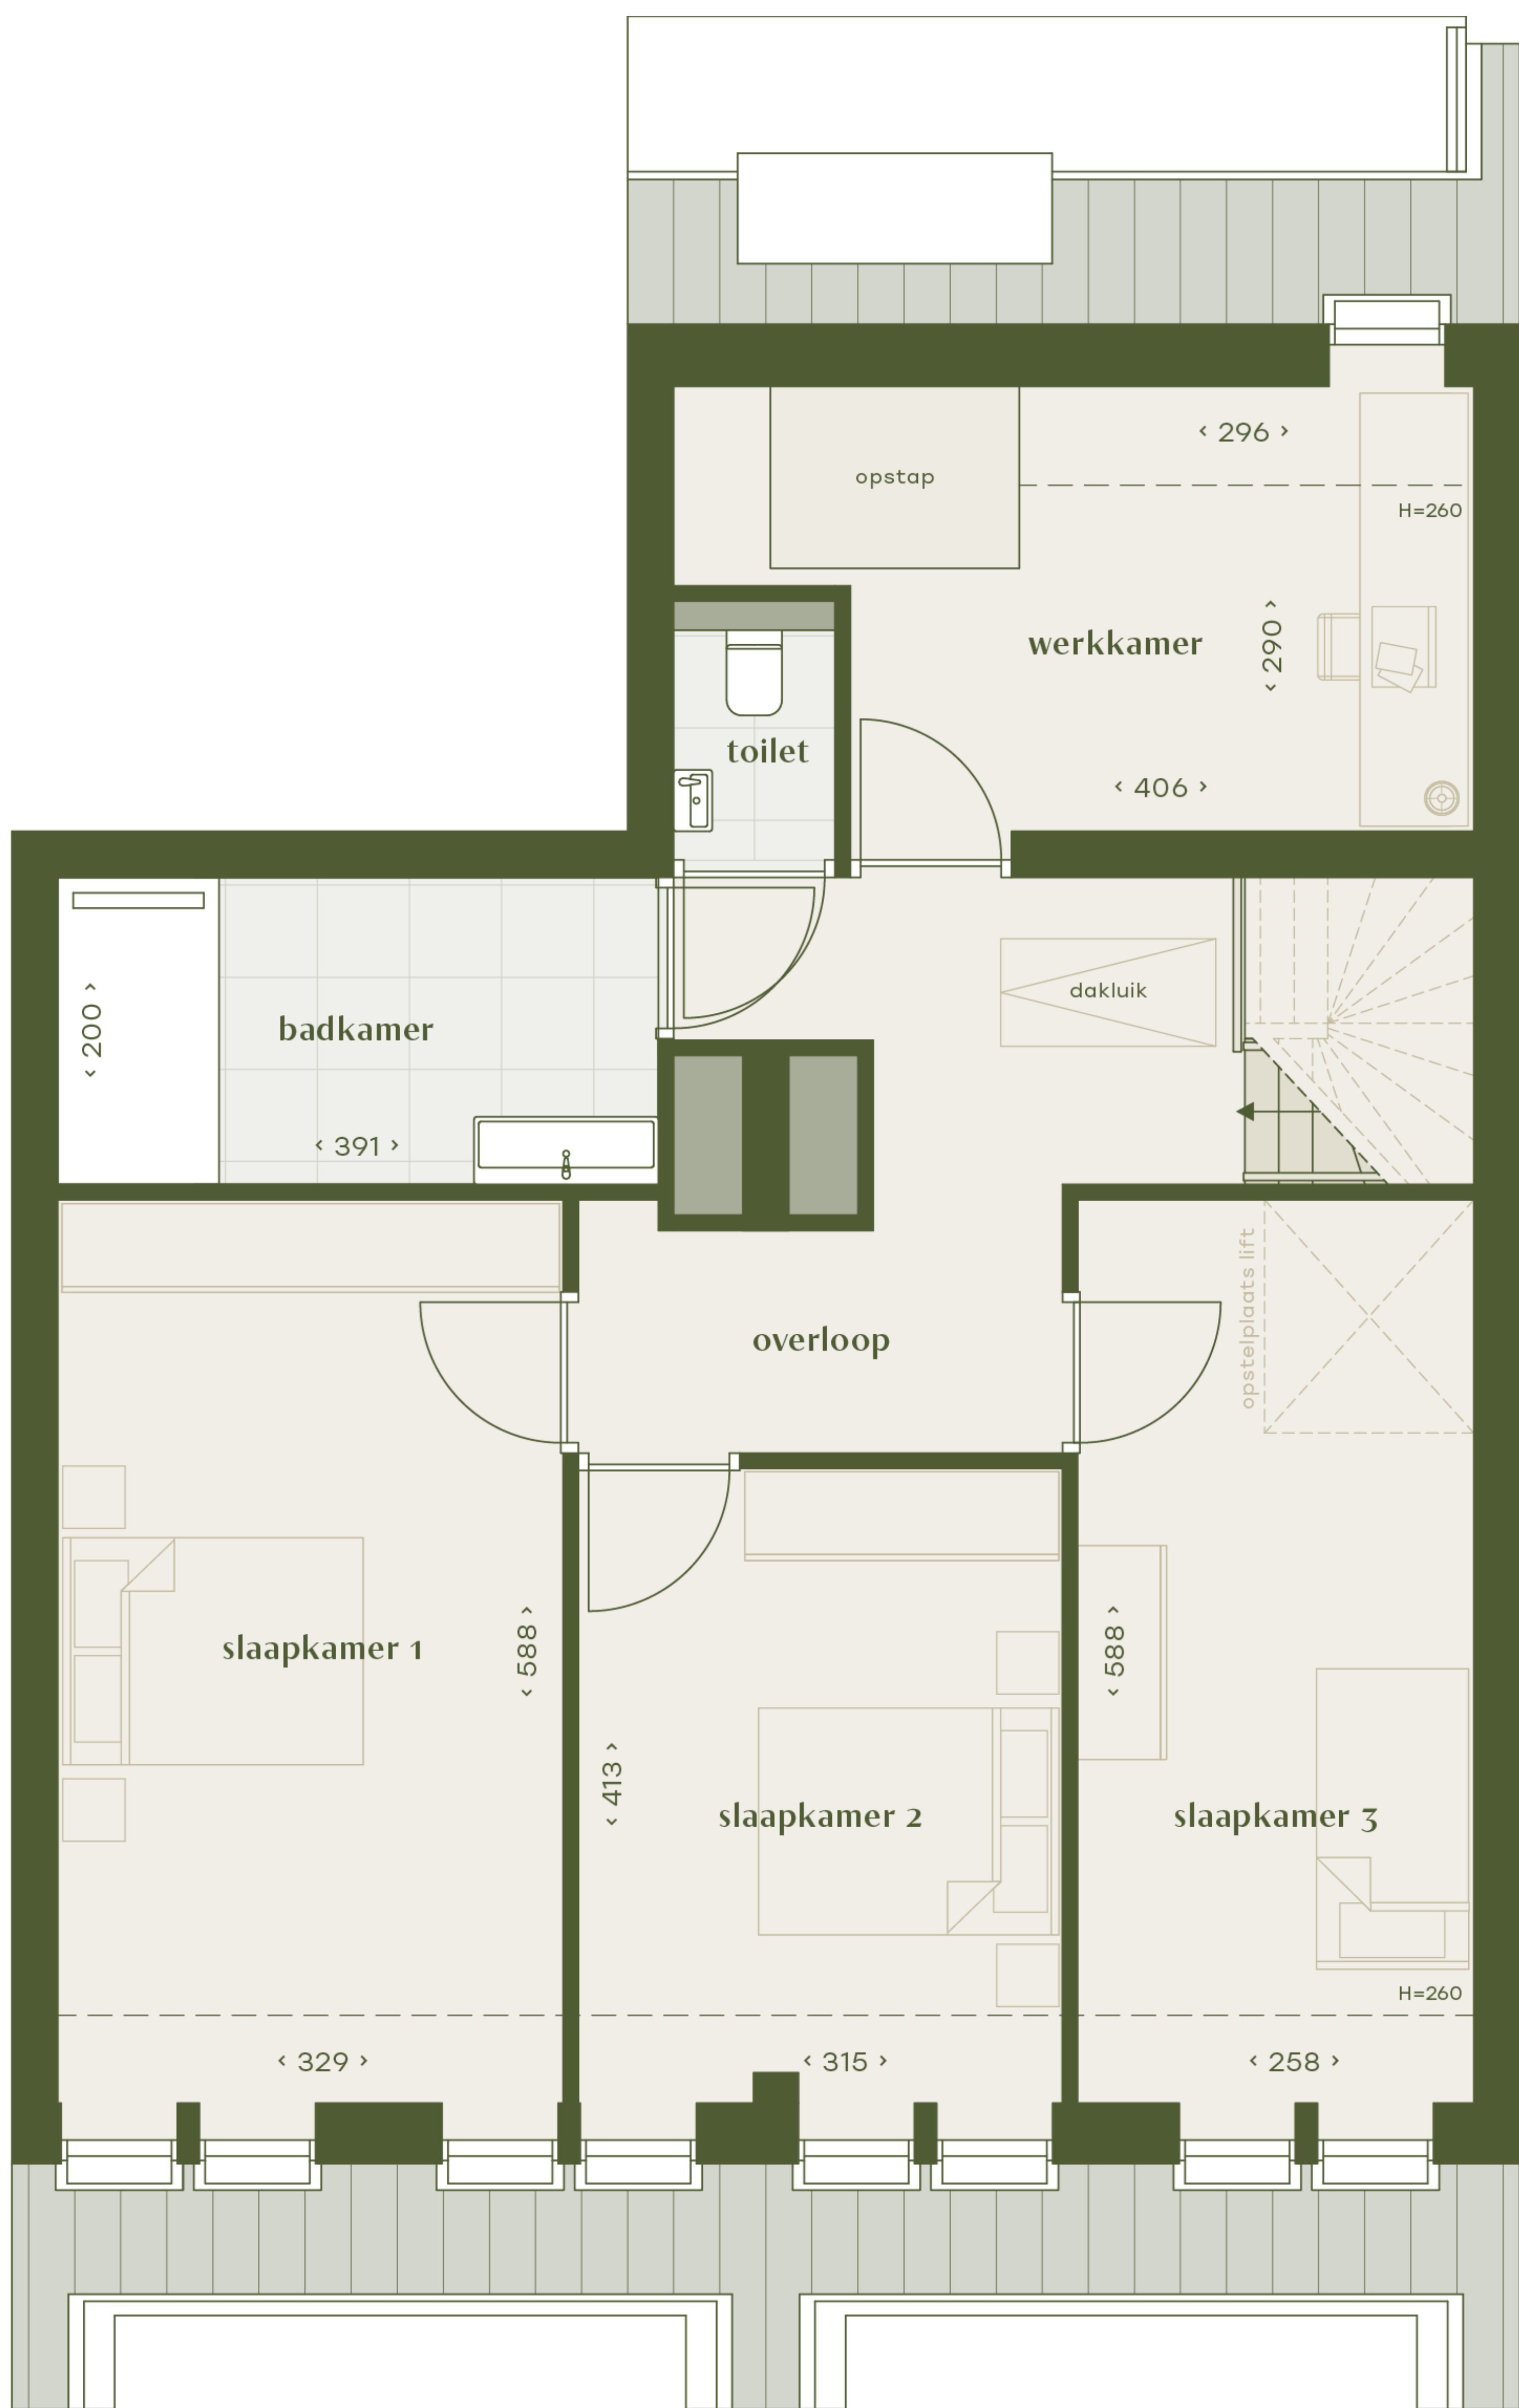 ‹ 296 ›
opstap
H=260
werkkamer
‹ 290 ›
toilet
‹ 406 ›
dakluik
‹ 200 ›
badkamer
‹ 391 ›
opstelplaats lift
overloop
slaapkamer 1
‹ 588 ›
‹ 588 ›
‹ 413 ›
slaapkamer 2
slaapkamer 3
H=260
‹ 329 ›
‹ 315 ›
‹ 258 ›